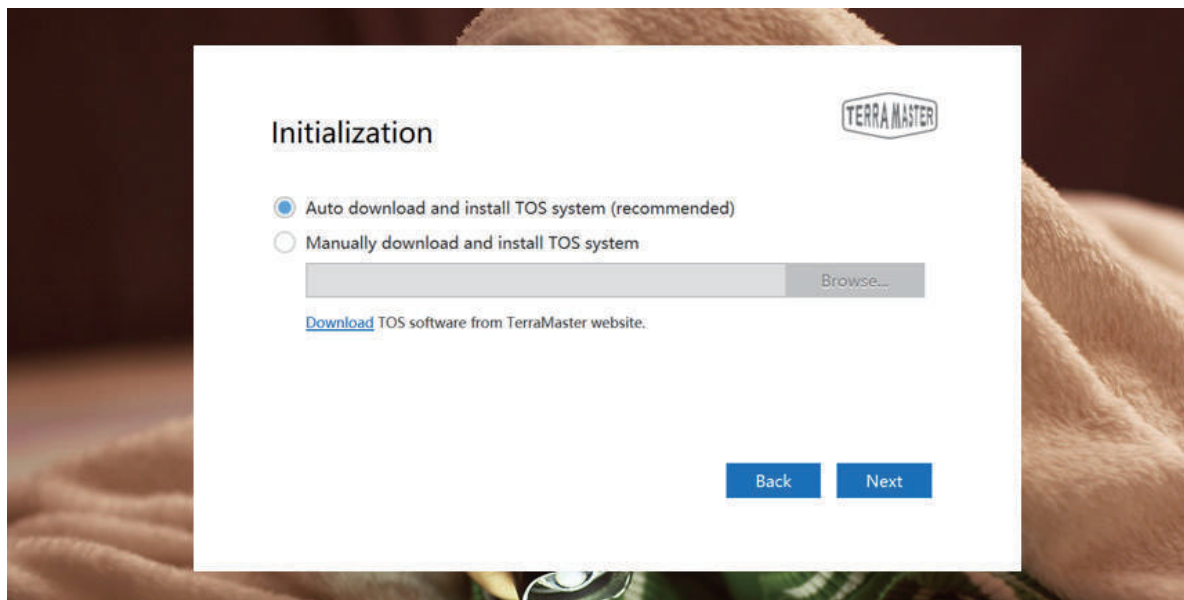 TERRA MASTER
Initialization
Auto download and install TOS system (recommended)
Manually download and install TOS system
Browse...
Download TOS software from TerraMaster website.
Back Next